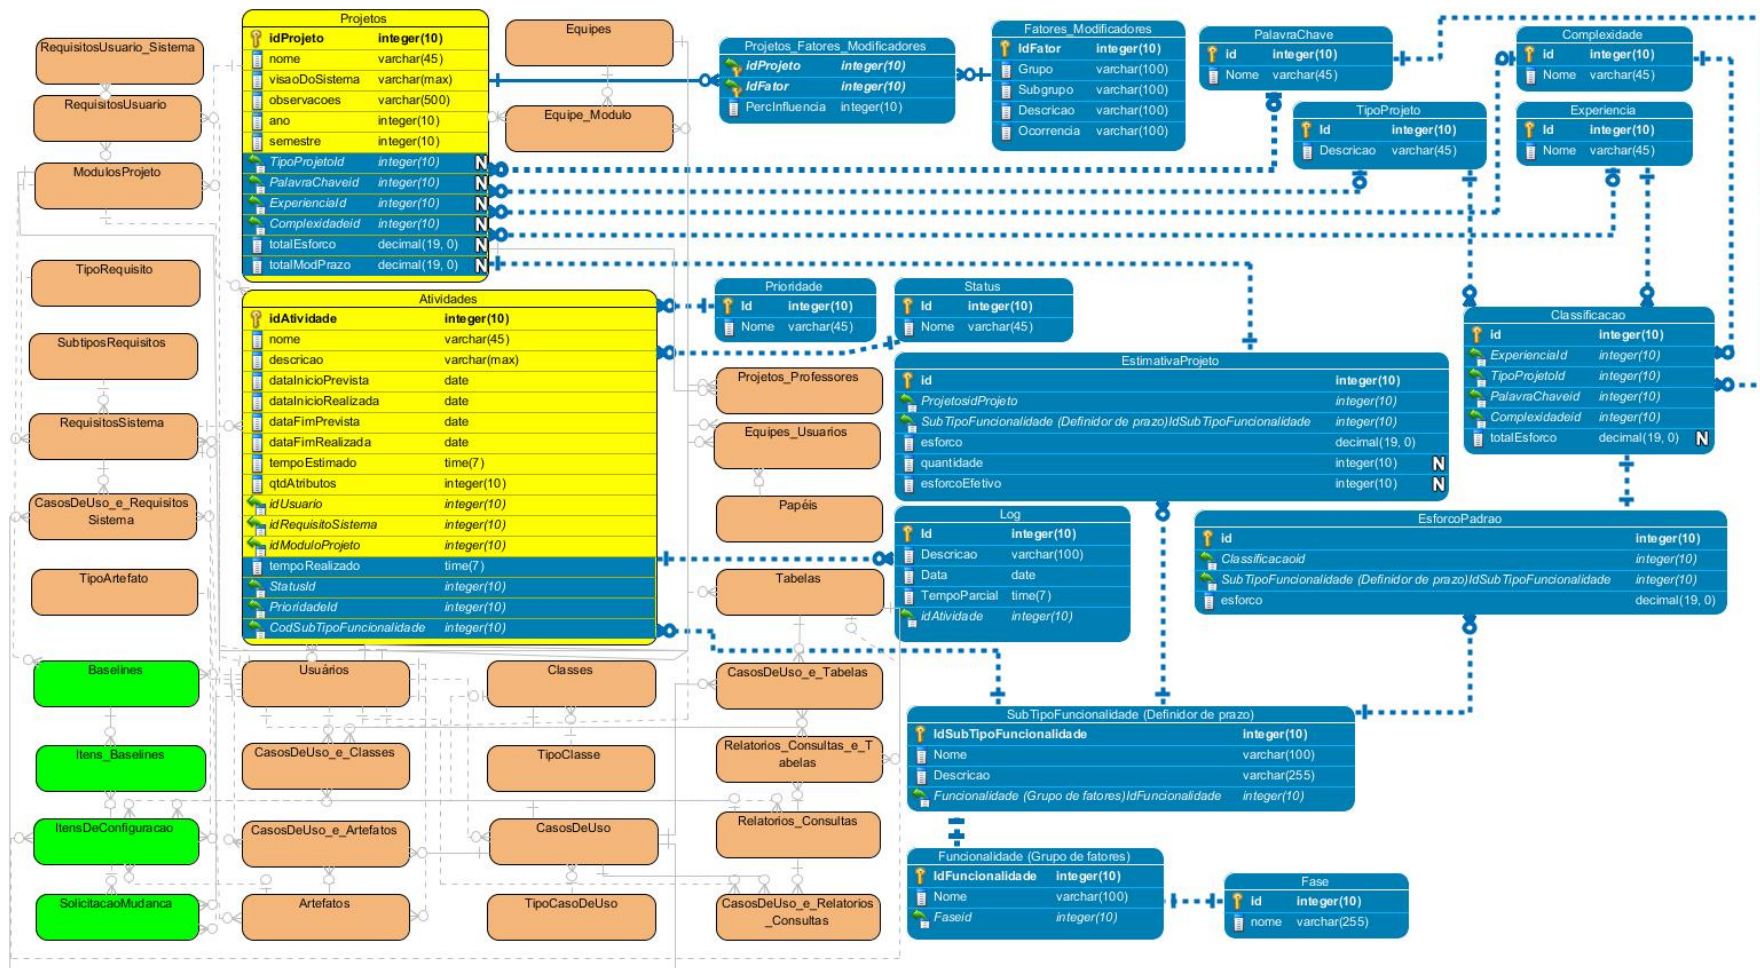 Projetos
idProjeto integer(10)
nome varchar(45)
visaoDoSistema varchar(max)
observacoes varchar(500)
ano integer(10)
semestre integer(10)
TipoProjetoId integer(10) N
PalavraChaveid integer(10) N
ExperienciaId integer(10) N
Complexidadeid integer(10) N
totalEsforco decimal(19, 0) N
totalModPrazo decimal(19, 0) N
RequisitosUsuario_Sistema
RequisitosUsuario
ModulosProjeto
TipoRequisito
SubtiposRequisitos
RequisitosSistema
CasosDeUso_e_Requisitos
Sistema
TipoArtefato
Equipes
Equipe_Modulo
Projetos_Fatores_Modificadores
idProjeto integer(10)
IdFator integer(10)
PercInfluencia integer(10)
Fatores_Modificadores
IdFator integer(10)
Grupo varchar(100)
Subgrupo varchar(100)
Descricao varchar(100)
Ocorrencia varchar(100)
PalavraChave
id integer(10)
Nome varchar(45)
Complexidade
id integer(10)
Nome varchar(45)
TipoProjeto
Id integer(10)
Descricao varchar(45)
Experiencia
Id integer(10)
Nome varchar(45)
Atividades
idAtividade integer(10)
nome varchar(45)
descricao varchar(max)
dataInicioPrevista date
dataInicioRealizada date
dataFimPrevista date
dataFimRealizada date
tempoEstimado time(7)
qtdAtributos integer(10)
idUsuario integer(10)
idRequisitoSistema integer(10)
idModuloProjeto integer(10)
tempoRealizado time(7)
StatusId integer(10)
PrioridadeId integer(10)
CodSubTipoFuncionalidade integer(10)
Prioridade
Id integer(10)
Nome varchar(45)
Status
Id integer(10)
Nome varchar(45)
Classificacao
id integer(10)
ExperienciaId integer(10)
TipoProjetoId integer(10)
PalavraChaveid integer(10)
Complexidadeid integer(10)
totalEsforco decimal(19, 0) N
EstimativaProjeto
id integer(10)
ProjetosidProjeto integer(10)
SubTipoFuncionalidade (Definidor de prazo)IdSubTipoFuncionalidade integer(10)
esforco decimal(19, 0)
quantidade integer(10) N
esforcoEfetivo integer(10) N
Projetos_Professores
Equipes_Usuarios
Papéis
Log
Id integer(10)
Descricao varchar(100)
Data date
TempoParcial time(7)
idAtividade integer(10)
EsforcoPadrao
id integer(10)
Classificacaoid integer(10)
SubTipoFuncionalidade (Definidor de prazo)IdSubTipoFuncionalidade integer(10)
esforco decimal(19, 0)
Tabelas
Baselines
Usuários
Classes
CasosDeUso_e_Tabelas
Itens_Baselines
CasosDeUso_e_Classes
TipoClasse
Relatorios_Consultas_e_T
abelas
ItensDeConfiguracao
CasosDeUso_e_Artefatos
CasosDeUso
Relatorios_Consultas
SolicitacaoMudanca
Artefatos
TipoCasoDeUso
CasosDeUso_e_Relatorios
_Consultas
SubTipoFuncionalidade (Definidor de prazo)
IdSubTipoFuncionalidade integer(10)
Nome varchar(100)
Descricao varchar(255)
Funcionalidade (Grupo de fatores)IdFuncionalidade integer(10)
Funcionalidade (Grupo de fatores)
IdFuncionalidade integer(10)
Nome varchar(100)
Faseid integer(10)
Fase
id integer(10)
nome varchar(255)